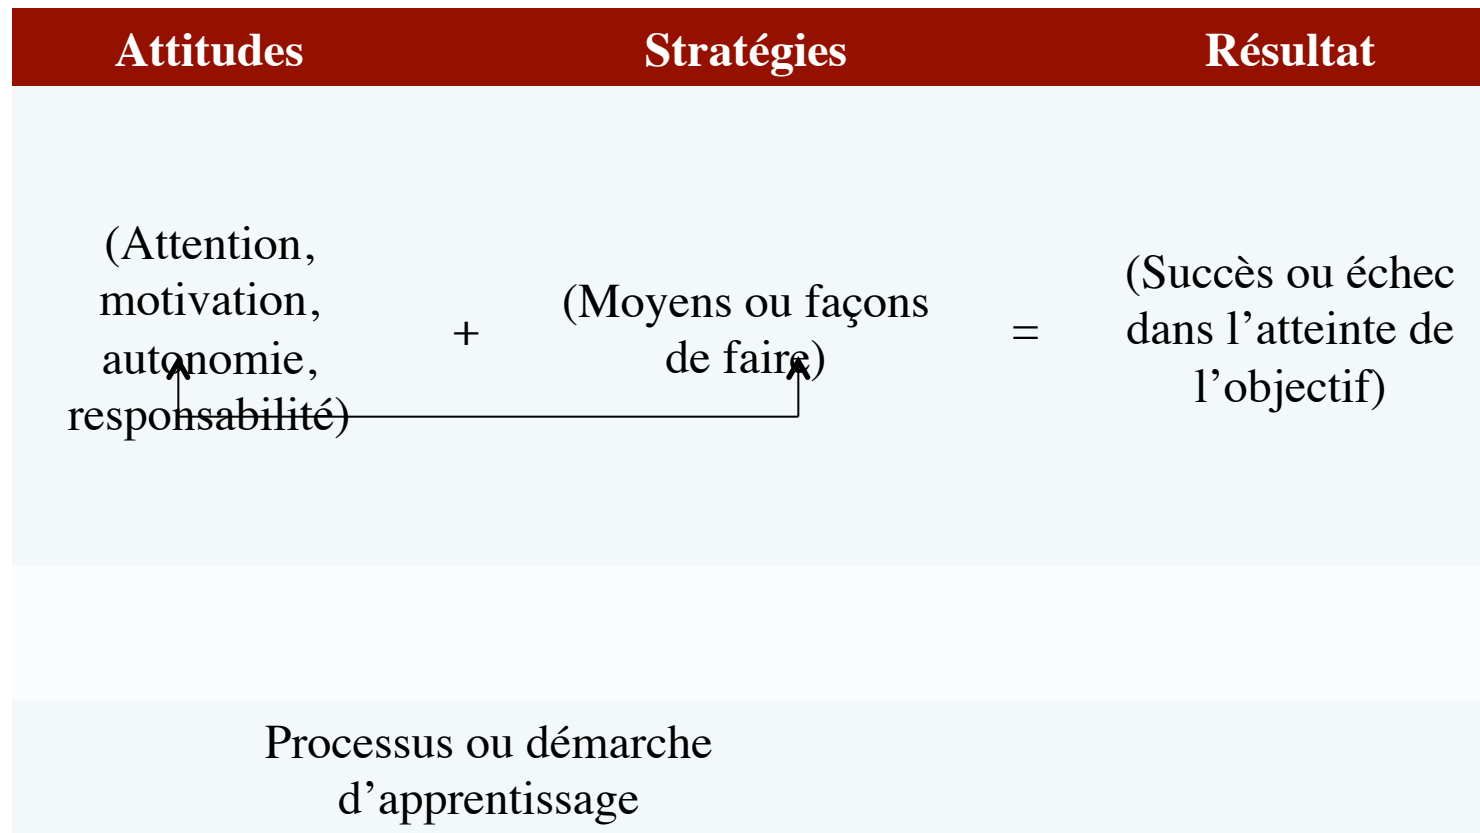 Attitudes
Stratégies
Résultat
(Attention,
motivation,
autonomie,
responsabilité)
+
(Moyens ou façons
de faire)
=
(Succès ou échec
dans l’atteinte de
l’objectif)
Processus ou démarche
d’apprentissage